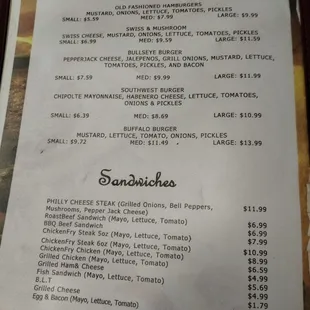 OLD FASHIONED HAMBURGERS
MUSTARD, ONIONS, LETTUCE, TOMATOES, PICKLES
SMALL: $5.59 MED: $7.99 LARGE: $9.99
SWISS & MUSHROOM
SWISS CHEESE, MUSTARD, ONIONS, LETTUCE, TOMATOES, PICKLES
SMALL: $6.99 MED: $9.59 LARGE: $11.59
BULLSEYE BURGER
PEPPERJACK CHEESE, JALEPENOS, GRILL ONIONS, MUSTARD, LETTUCE,
TOMATOES, PICKLES, AND BACON
SMALL: $7.59 MED: $9.99 LARGE: $11.99
SOUTHWEST BURGER
CHIPOLTE MAYONNAISE, HABENERO CHEESE, LETTUCE, TOMATOES,
ONIONS & PICKLES
SMALL: $6.39 MED: $8.69 LARGE: $10.99
BUFFALO BURGER
MUSTARD, LETTUCE, TOMATO, ONIONS, PICKLES
SMALL: $9.72 MED: $11.49 LARGE: $13.99
Sandwiches
PHILLY CHEESE STEAK (Grilled Onions, Bell Peppers,
Mushrooms, Pepper Jack Cheese) $11.99
RoastBeef Sandwich (Mayo, Lettuce, Tomato) $6.99
BBQ Beef Sandwich $6.99
ChickenFry Steak 5oz (Mayo, Lettuce, Tomato) $7.99
ChickenFry Steak 6oz (Mayo, Lettuce, Tomato) $10.99
ChickenFry Chicken (Mayo, Lettuce, Tomato) $8.99
Grilled Chicken (Mayo, Lettuce, Tomato) $6.59
Grilled Ham& Cheese $4.99
Fish Sandwich (Mayo, Lettuce, Tomato) $5.69
B.L.T $4.99
Grilled Cheese $4.99
Egg & Bacon (Mayo, Lettuce, Tomato) $1.79